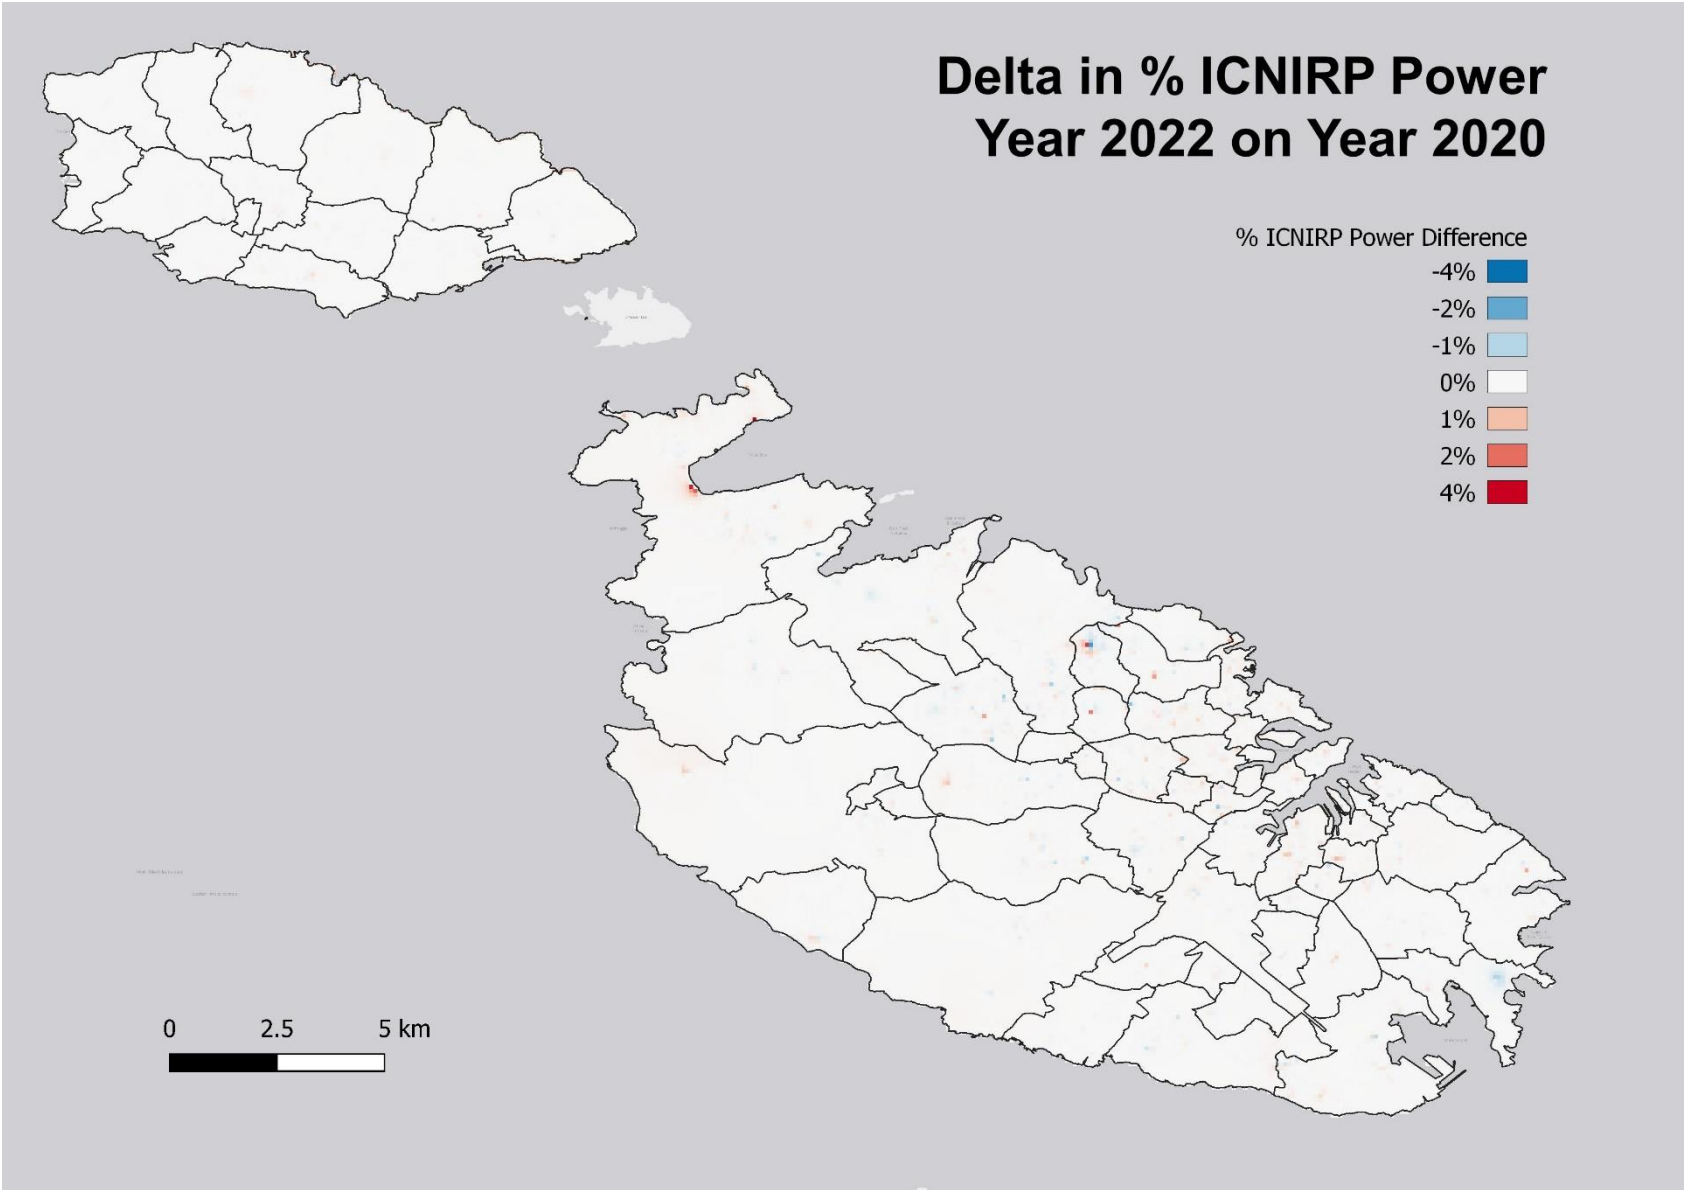 Delta in % ICNIRP Power
Year 2022 on Year 2020
% ICNIRP Power Difference
-4%
-2%
-1%
0%
1%
2%
4%
0 2.5 5 km